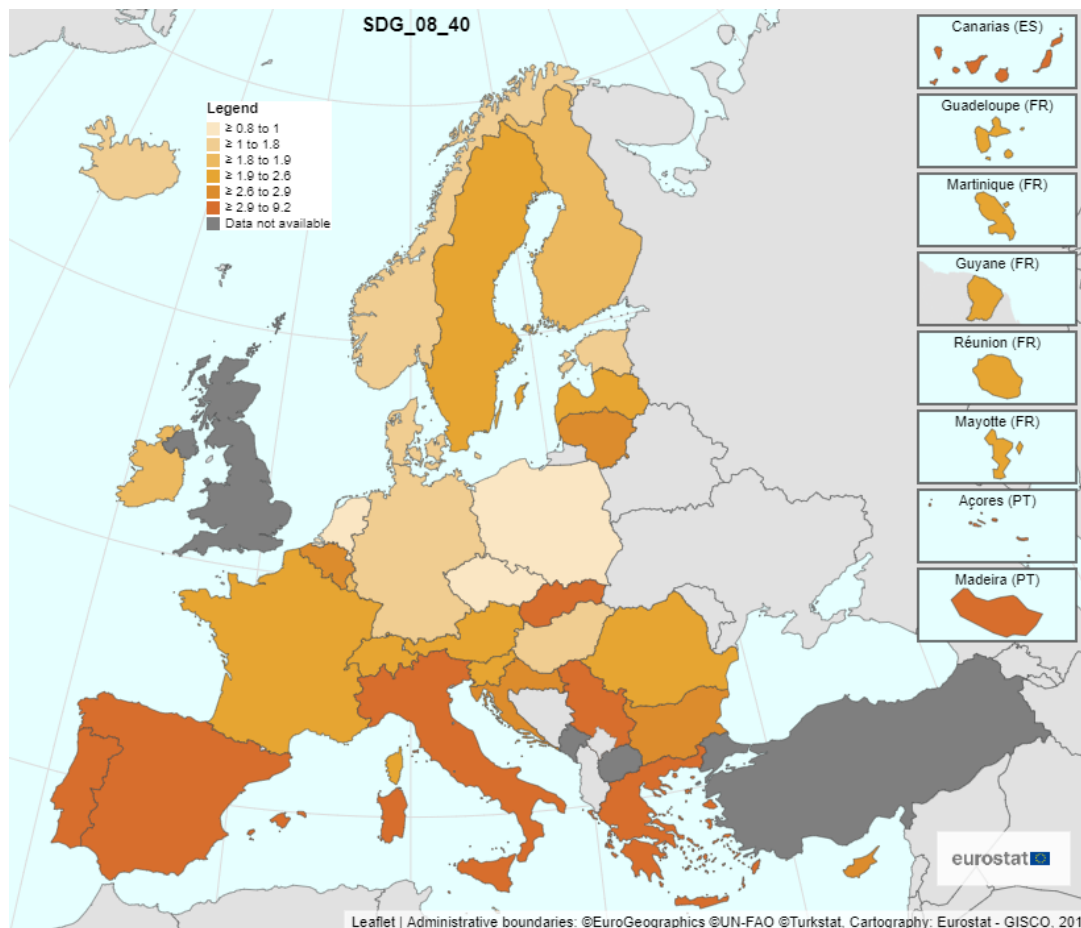 SDG_08_40
Legend
≥ 0.8 to 1
≥ 1 to 1.8
≥ 1.8 to 1.9
≥ 1.9 to 2.6
≥ 2.6 to 2.9
≥ 2.9 to 9.2
Data not available
Canarias (ES)
Guadeloupe (FR)
Martinique (FR)
Guyane (FR)
Réunion (FR)
Mayotte (FR)
Açores (PT)
Madeira (PT)
eurostat
Leaflet | Administrative boundaries: ©EuroGeographics ©UN-FAO ©Turkstat, Cartography: Eurostat - GISCO, 201